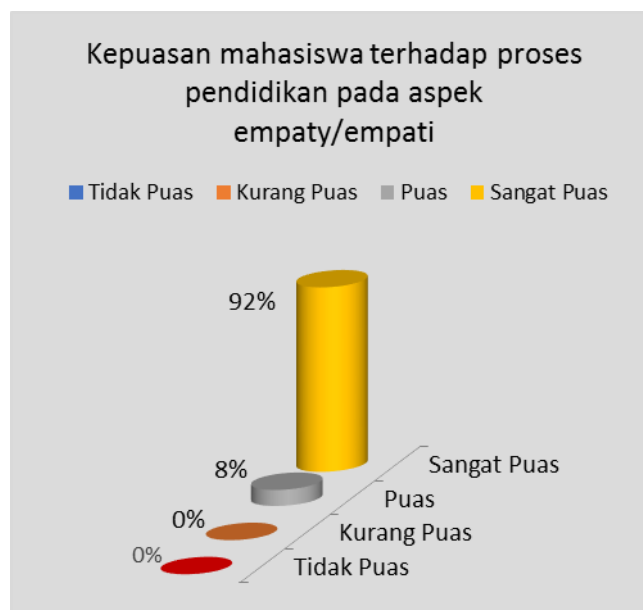 Kepuasan mahasiswa terhadap proses
pendidikan pada aspek
empaty/empati
Tidak Puas Kurang Puas Puas Sangat Puas
92%
8%
0%
0%
Sangat Puas
Puas
Kurang Puas
Tidak Puas